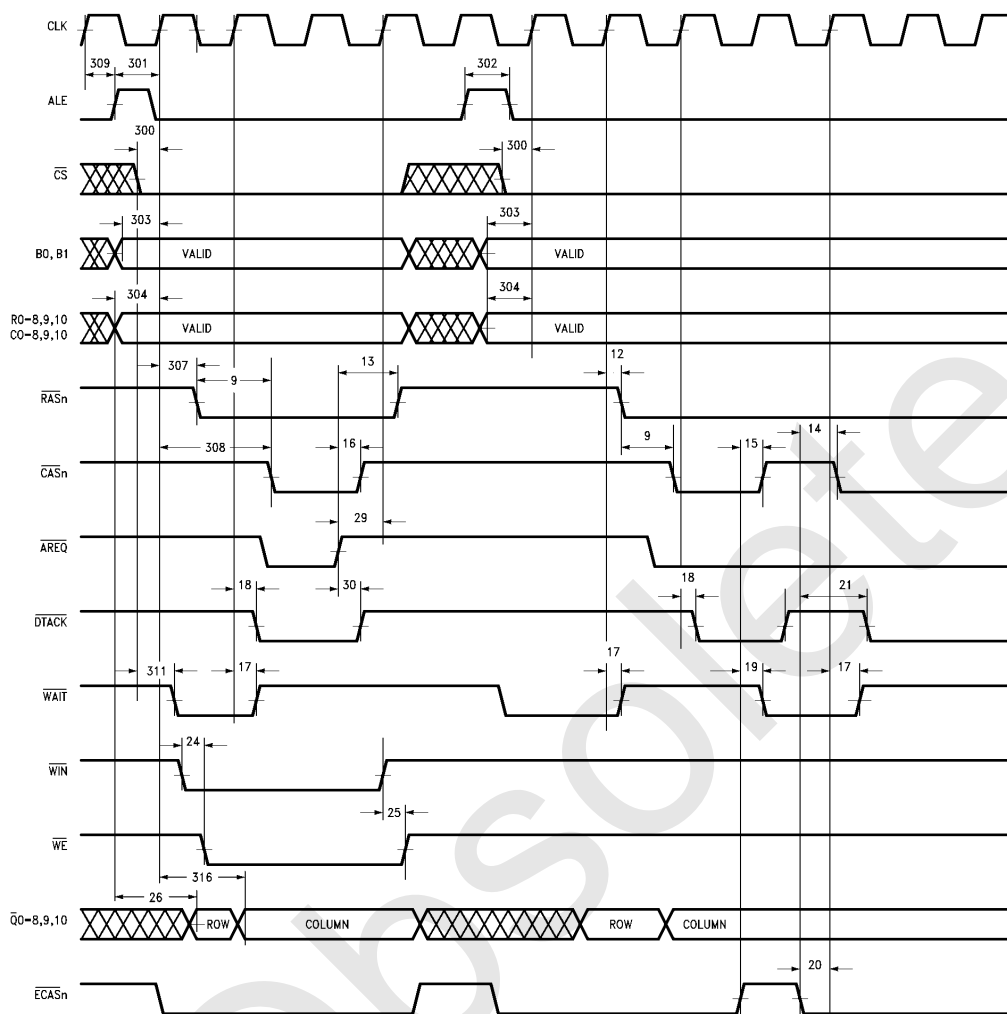 CLK
309 301 302
ALE
300 300
CS
303 303
B0, B1 VALID VALID
304 304
R0-8,9,10 VALID VALID
C0-8,9,10
307 9 13 12
RASn
308 16 9 15 14
CASn
29
AREQ
18 30 18 21
DTACK
311 17 17 19 17
WAIT
24
WIN
25
WE
316
26
Q0-8,9,10 ROW COLUMN ROW COLUMN
20
ECASn
Obsolete